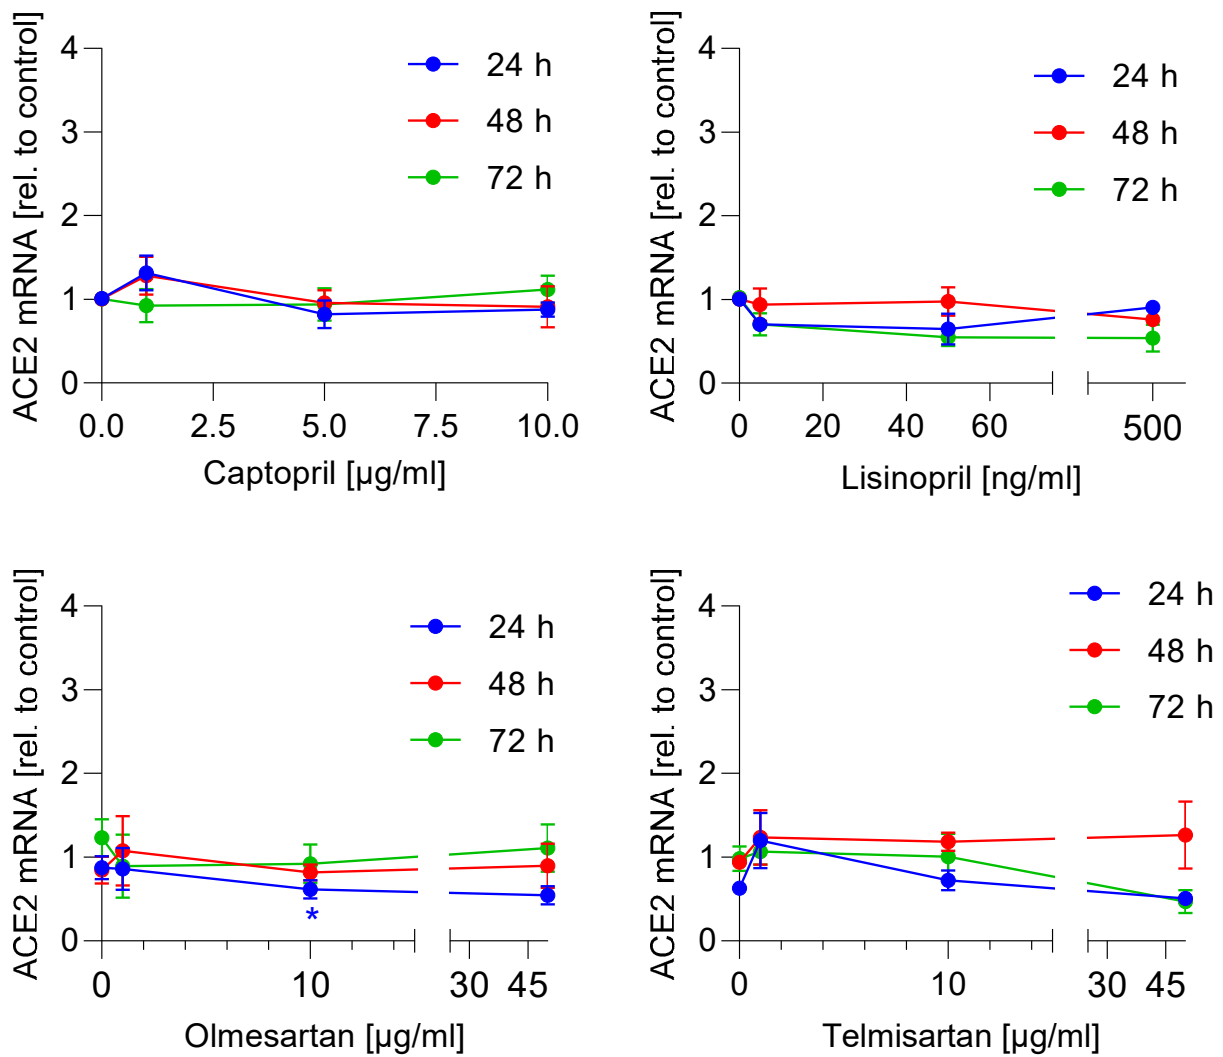 ACE2 mRNA [rel. to control]
4
3
2
1
0
24 h
48 h
72 h
0.0 2.5 5.0 7.5 10.0
Captopril [µg/ml]
ACE2 mRNA [rel. to control]
4
3
2
1
0
24 h
48 h
72 h
0 20 40 60 500
Lisinopril [ng/ml]
ACE2 mRNA [rel. to control]
4
3
2
1
0
24 h
48 h
72 h
*
0 10 30 45
Olmesartan [µg/ml]
ACE2 mRNA [rel. to control]
4
3
2
1
0
24 h
48 h
72 h
0 10 30 45
Telmisartan [µg/ml]